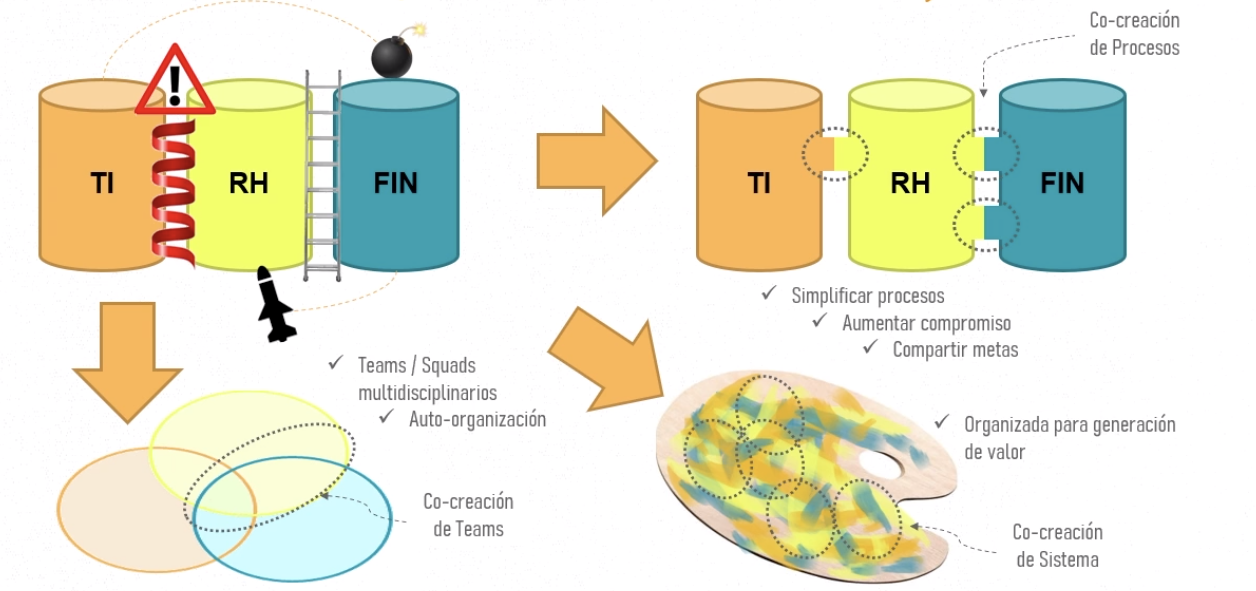 TI
!
RH
FIN
Co-creación
de Procesos
TI
RH
FIN
✓ Simplificar procesos
✓ Aumentar compromiso
✓ Compartir metas
✓ Teams / Squads
multidisciplinarios
✓ Auto-organización
Co-creación
de Teams
✓ Organizada para generación
de valor
Co-creación
de Sistema